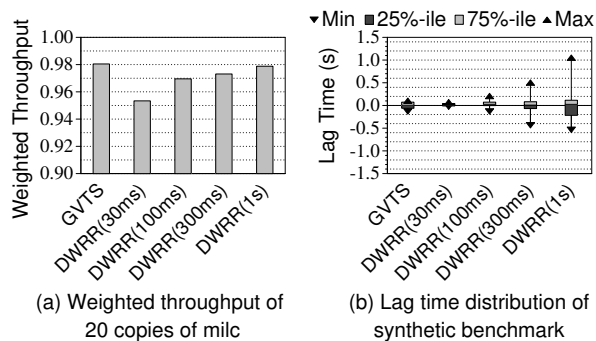 ▼Min ■25%-ile ■75%-ile ▲Max
Weighted Throughput
1.00
0.98
0.96
0.94
0.92
0.90
GVTS
DWRR(30ms)
DWRR(100ms)
DWRR(300ms)
DWRR(1s)
(a) Weighted throughput of
20 copies of milc
Lag Time (s)
1.5
1.0
0.5
0.0
-0.5
-1.0
-1.5
GVTS
DWRR(30ms)
DWRR(100ms)
DWRR(300ms)
DWRR(1s)
(b) Lag time distribution of
synthetic benchmark